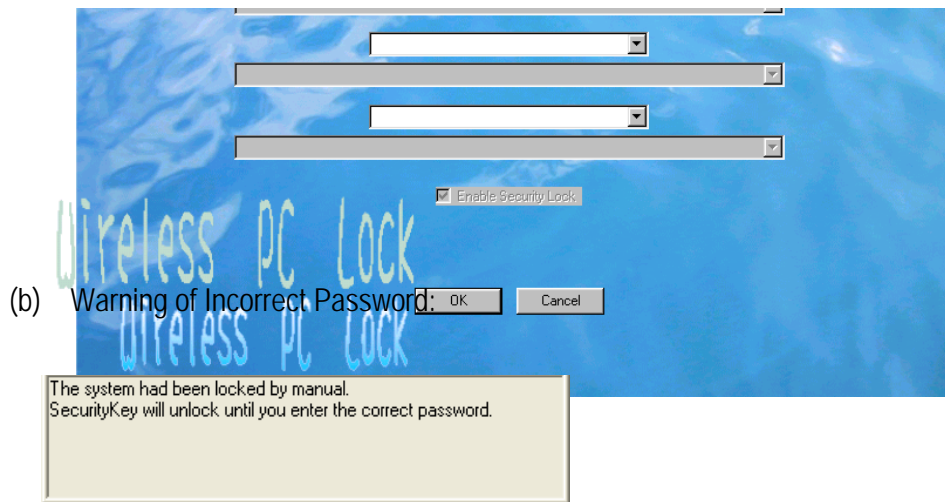 Enable Security Lock
Wireless PC Lock
(b) Warning of Incorrect Password:
OK Cancel
Wireless PC Lock
The system had been locked by manual.
SecurityKey will unlock until you enter the correct password.